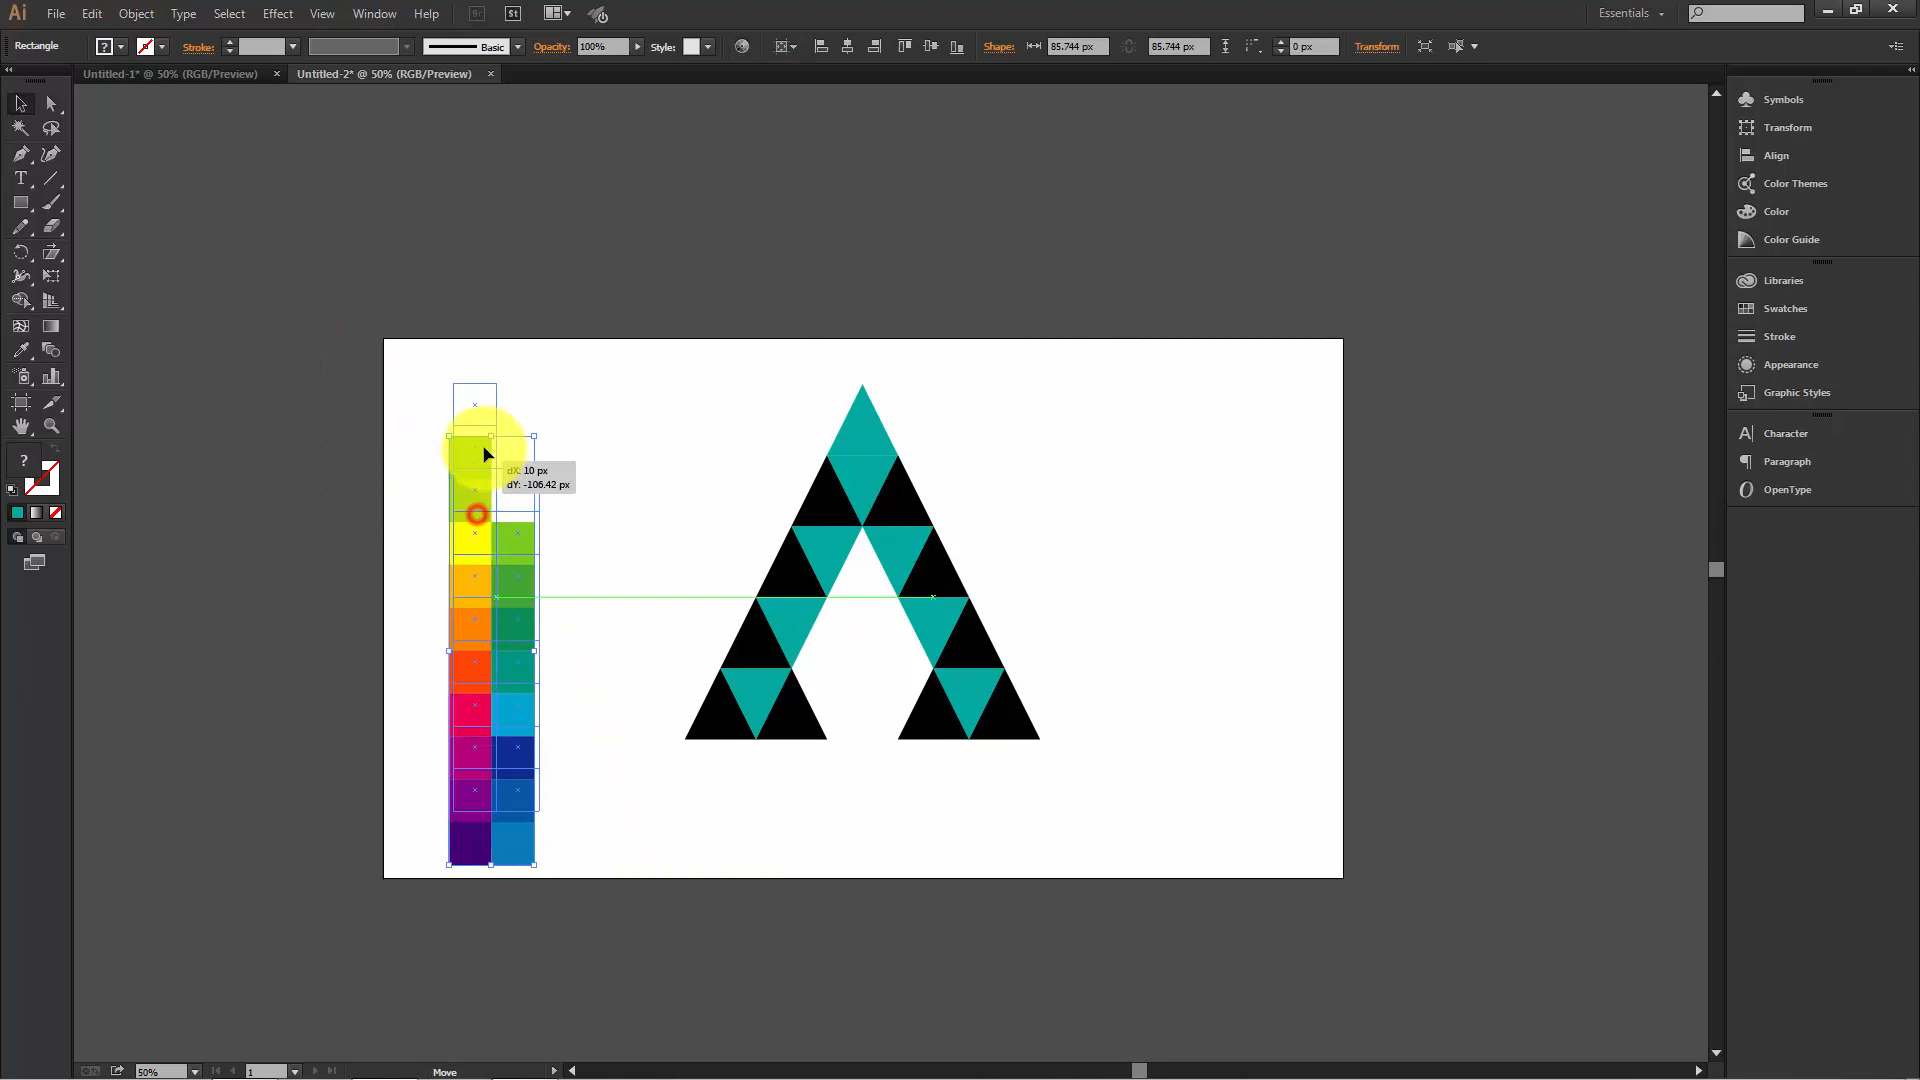 Ai File Edit Object Type Select Effect View Window Help Br St Essentials
Rectangle ? Stroke: Basic Opacity: 100% Style: Shape: 85.744 px 85.744 px 0 px Transform
Untitled-1* @ 50% (RGB/Preview) × Untitled-2* @ 50% (RGB/Preview) ×
Symbols
Transform
Align
Color Themes
Color
Color Guide
Libraries
Swatches
Stroke
Appearance
Graphic Styles
Character
Paragraph
OpenType
?
dX: 10 px
dY: -106.42 px
50% 1 Move